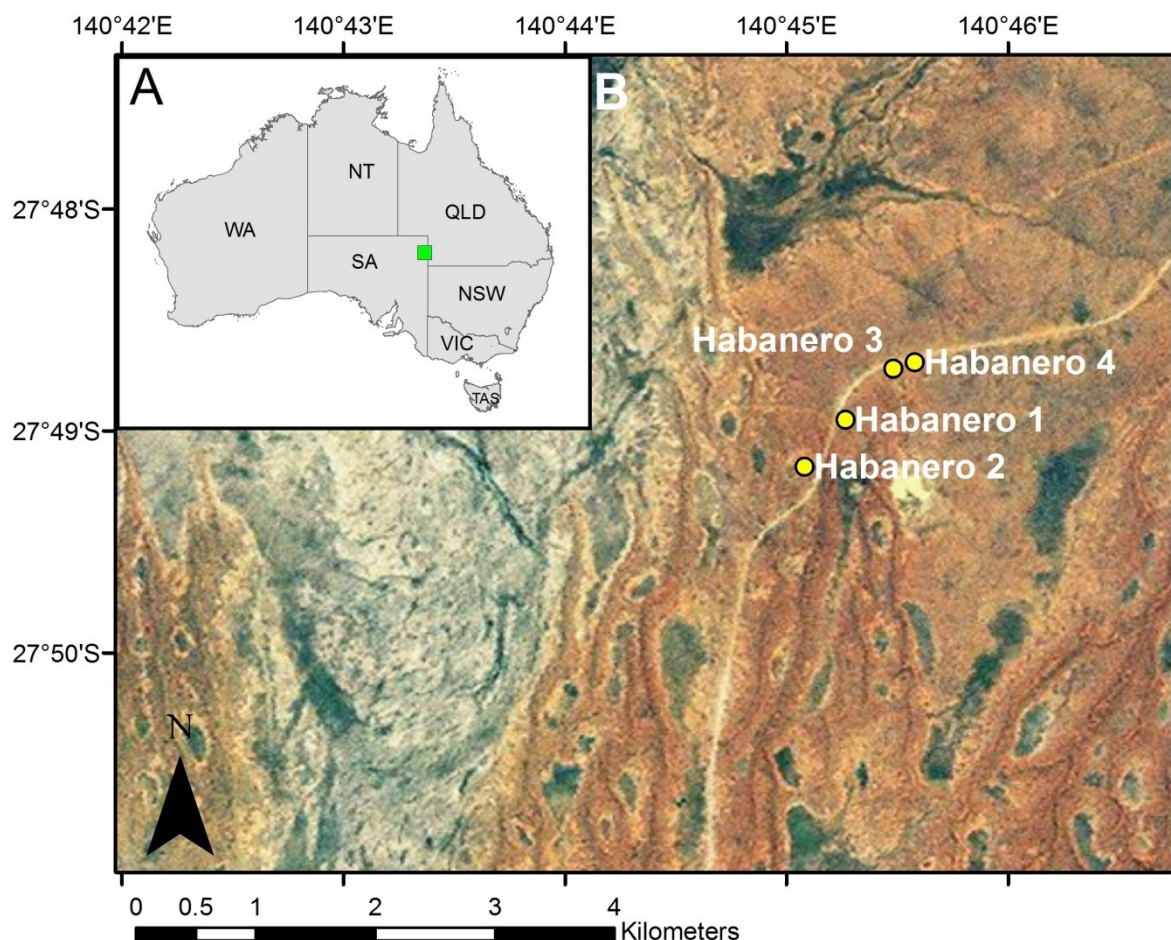 140°42'E 140°43'E 140°44'E 140°45'E 140°46'E
A
B
NT
QLD
WA
SA
NSW
VIC
TAS
27°48'S
27°49'S
27°50'S
Habanero 3
Habanero 4
Habanero 1
Habanero 2
N
0 0.5 1 2 3 4
Kilometers